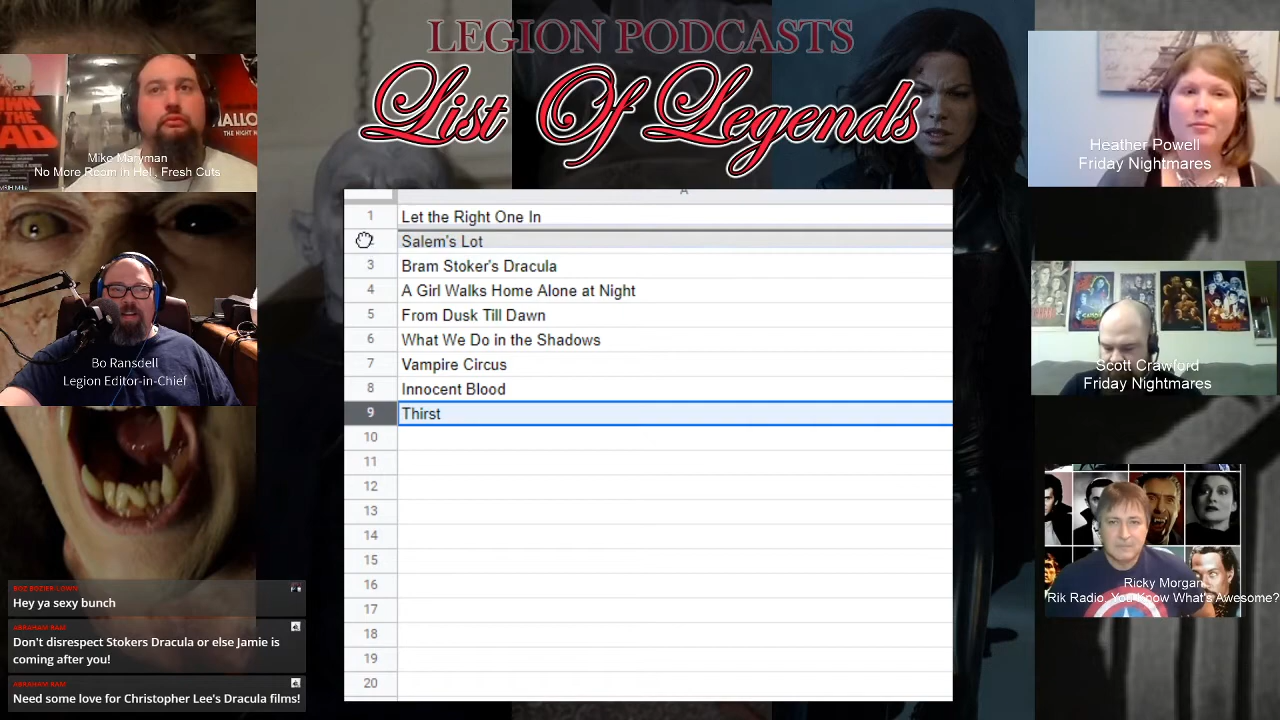 LEGION PODCASTS
List Of Legends
Mike Maryman
No More Room In Hell, Fresh Cuts
Bo Ransdell
Legion Editor-in-Chief
Heather Powell
Friday Nightmares
Scott Crawford
Friday Nightmares
Ricky Morgan
Rik Radio, You Know What's Awesome?
A
1 Let the Right One In
Salem's Lot
3 Bram Stoker's Dracula
4 A Girl Walks Home Alone at Night
5 From Dusk Till Dawn
6 What We Do in the Shadows
7 Vampire Circus
8 Innocent Blood
9 Thirst
10
11
12
13
14
15
16
17
18
19
20
Hey ya sexy bunch
Don't disrespect Stokers Dracula or else Jamie is
coming after you!
Need some love for Christopher Lee's Dracula films!